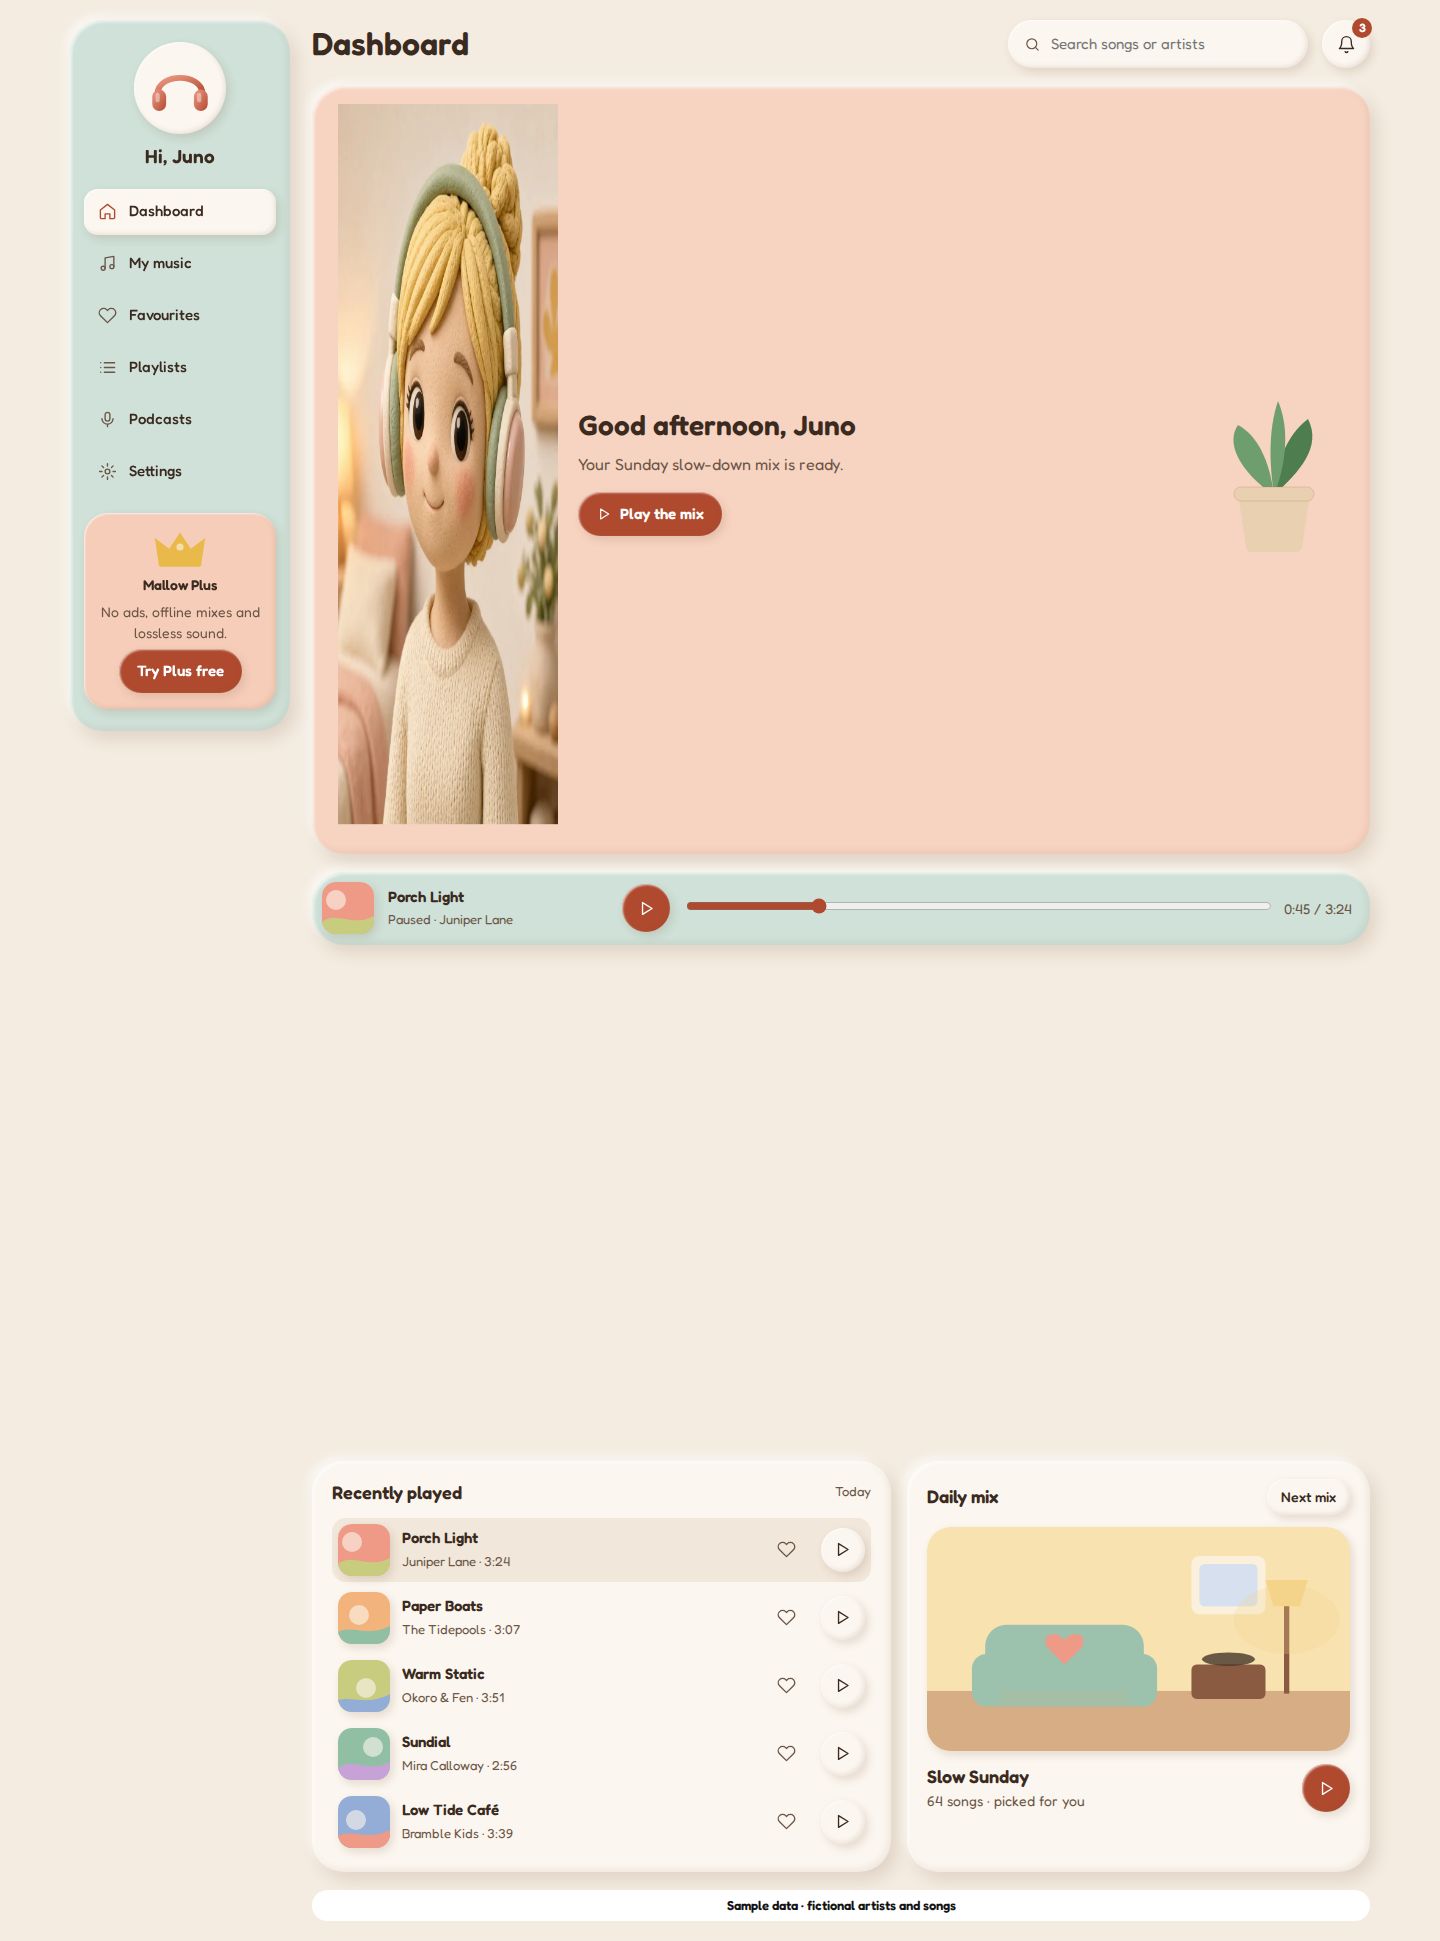 Hi, Juno
Dashboard
My music
Favourites
Playlists
Podcasts
Settings
Mallow Plus
No ads, offline mixes and
lossless sound.
Try Plus free
Dashboard
Search songs or artists
3
Good afternoon, Juno
Your Sunday slow-down mix is ready.
Play the mix
Porch Light
Paused · Juniper Lane
0:45 / 3:24
Recently played
Today
Porch Light
Juniper Lane · 3:24
Paper Boats
The Tidepools · 3:07
Warm Static
Okoro & Fen · 3:51
Sundial
Mira Calloway · 2:56
Low Tide Café
Bramble Kids · 3:39
Daily mix
Next mix
Slow Sunday
64 songs · picked for you
Sample data · fictional artists and songs